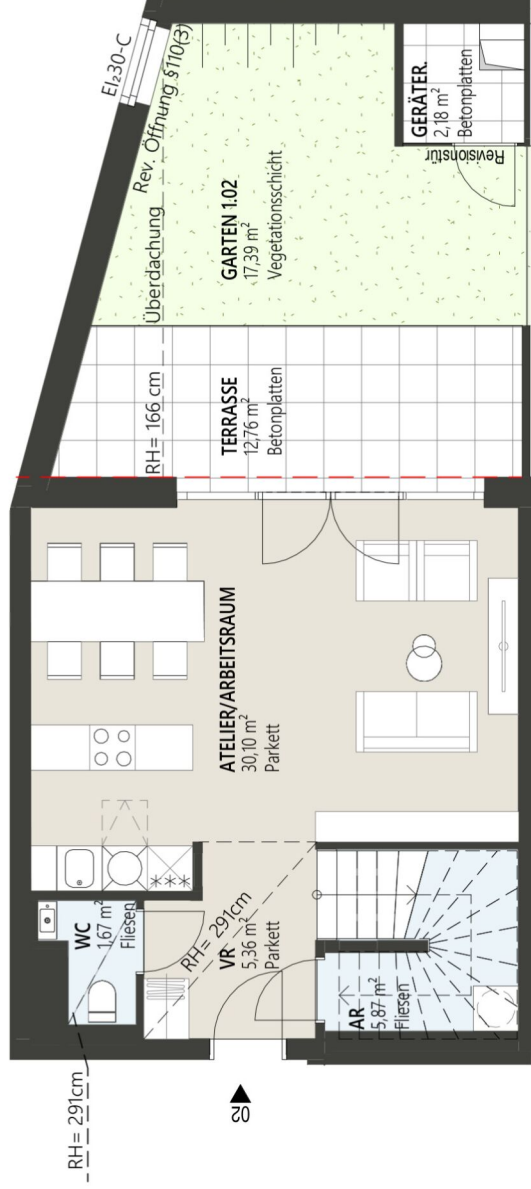 EI₂30-C
Rev. Öffnung §110(3)
GERÄTER.
2,18 m²
Betonplatten
Revisionstür
GARTEN 1.02
17,39 m²
Vegetationsschicht
Überdachung
RH= 166 cm
TERRASSE
12,76 m²
Betonplatten
ATELIER/ARBEITSRAUM
30,10 m²
Parkett
WC
1,67 m²
Fliesen
RH= 291cm
VR
5,36 m²
Parkett
AR
5,87 m²
Fliesen
RH= 291cm
02